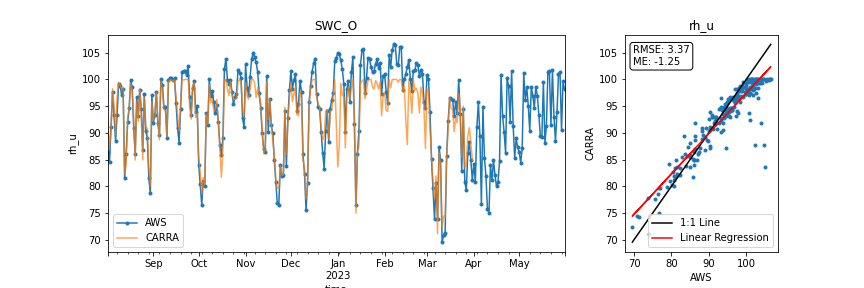 SWC_O
rh_u
105
100
95
90
85
80
75
70
AWS
CARRA
Sep
Oct
Nov
Dec
Jan
2023
Feb
Mar
Apr
May
time
rh_u
CARRA
105
100
95
90
85
80
75
70
RMSE: 3.37
ME: -1.25
1:1 Line
Linear Regression
70
80
90
100
AWS